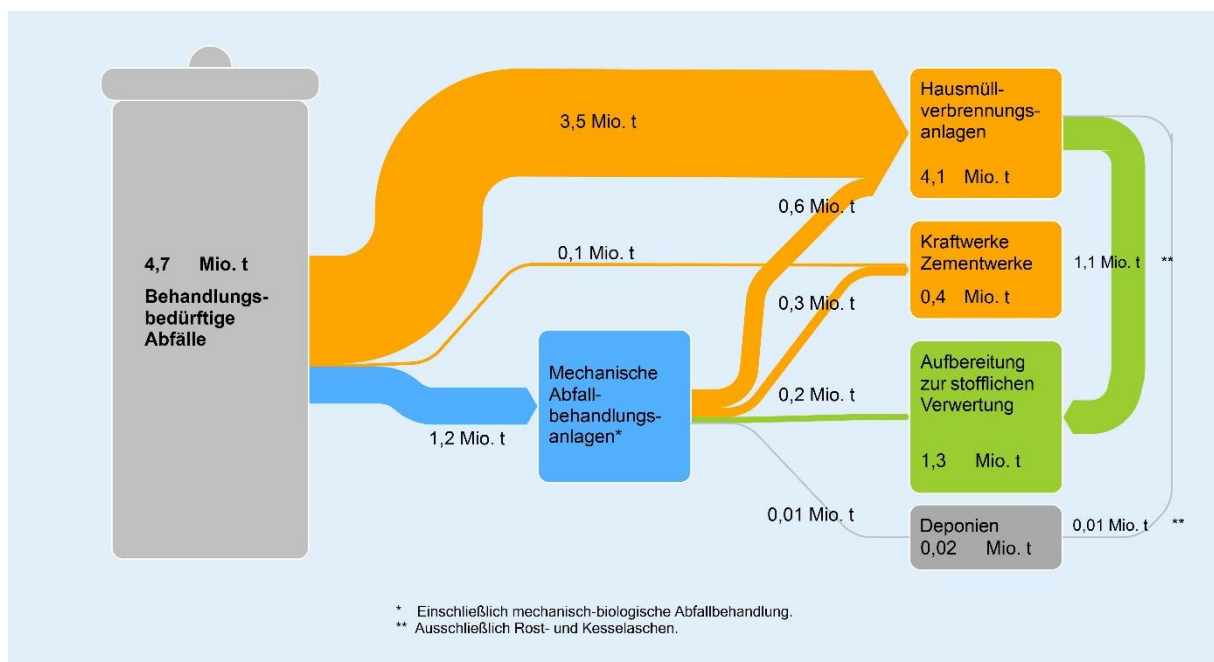 4,7 Mio. t
Behandlungs-
bedürftige
Abfälle
3,5 Mio. t
0,1 Mio. t
1,2 Mio. t
Mechanische
Abfall-
behandlungs-
anlagen*
0,6 Mio. t
0,3 Mio. t
0,2 Mio. t
0,01 Mio. t
Hausmüll-
verbrennungs-
anlagen
4,1 Mio. t
Kraftwerke
Zementwerke
0,4 Mio. t
Aufbereitung
zur stofflichen
Verwertung
1,3 Mio. t
Deponien
0,02 Mio. t
1,1 Mio. t **
0,01 Mio. t **
* Einschließlich mechanisch-biologische Abfallbehandlung.
** Ausschließlich Rost- und Kesselaschen.